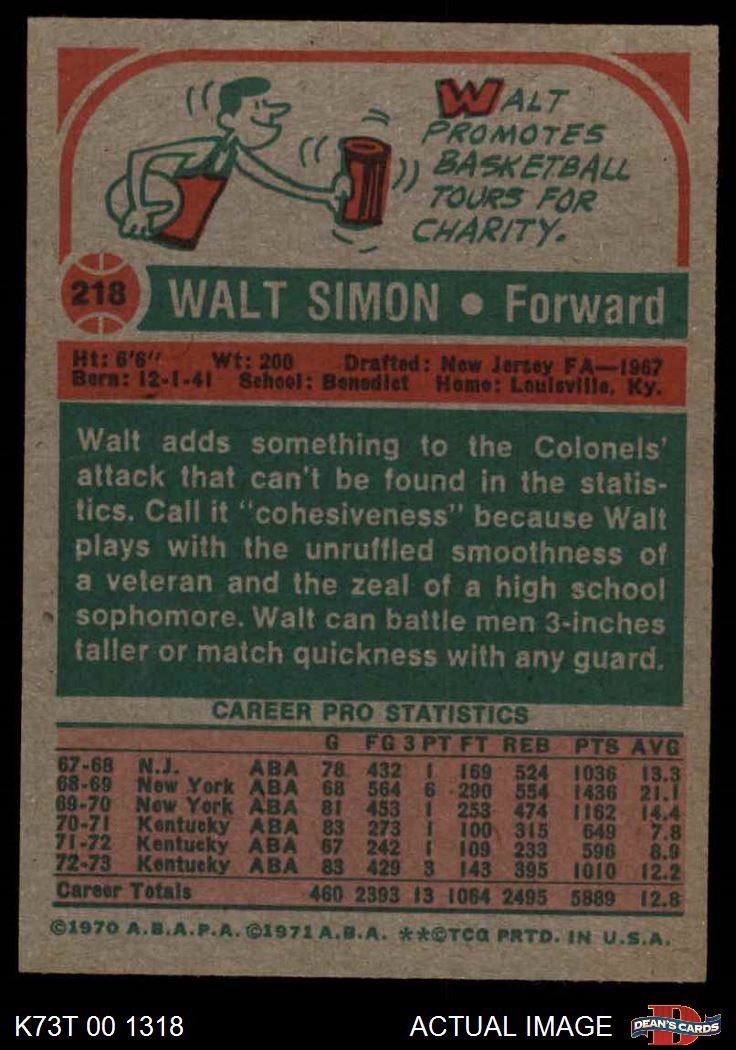 WALT
PROMOTES
BASKETBALL
TOURS FOR
CHARITY.
218 WALT SIMON • Forward
Ht: 6'6" Wt: 200 Drafted: New Jersey FA—1967
Born: 12-1-41 School: Benedict Home: Louisville, Ky.
Walt adds something to the Colonels'
attack that can't be found in the statis-
tics. Call it "cohesiveness" because Walt
plays with the unruffled smoothness of
a veteran and the zeal of a high school
sophomore. Walt can battle men 3-inches
taller or match quickness with any guard.
CAREER PRO STATISTICS
G FG 3 PT FT REB PTS AVG
67-68 N.J. ABA 78 432 1 169 524 1036 13.3
68-69 New York ABA 68 564 6 290 554 1436 21.1
69-70 New York ABA 81 453 1 253 474 1162 14.4
70-71 Kentucky ABA 83 273 1 100 315 649 7.8
71-72 Kentucky ABA 67 242 1 109 233 596 8.9
72-73 Kentucky ABA 83 429 3 143 395 1010 12.2
Career Totals 460 2393 13 1064 2495 5889 12.8
©1970 A.B.A.P.A. ©1971 A.B.A. **©TCG PRTD. IN U.S.A.
K73T 00 1318 ACTUAL IMAGE DEAN'S CARDS